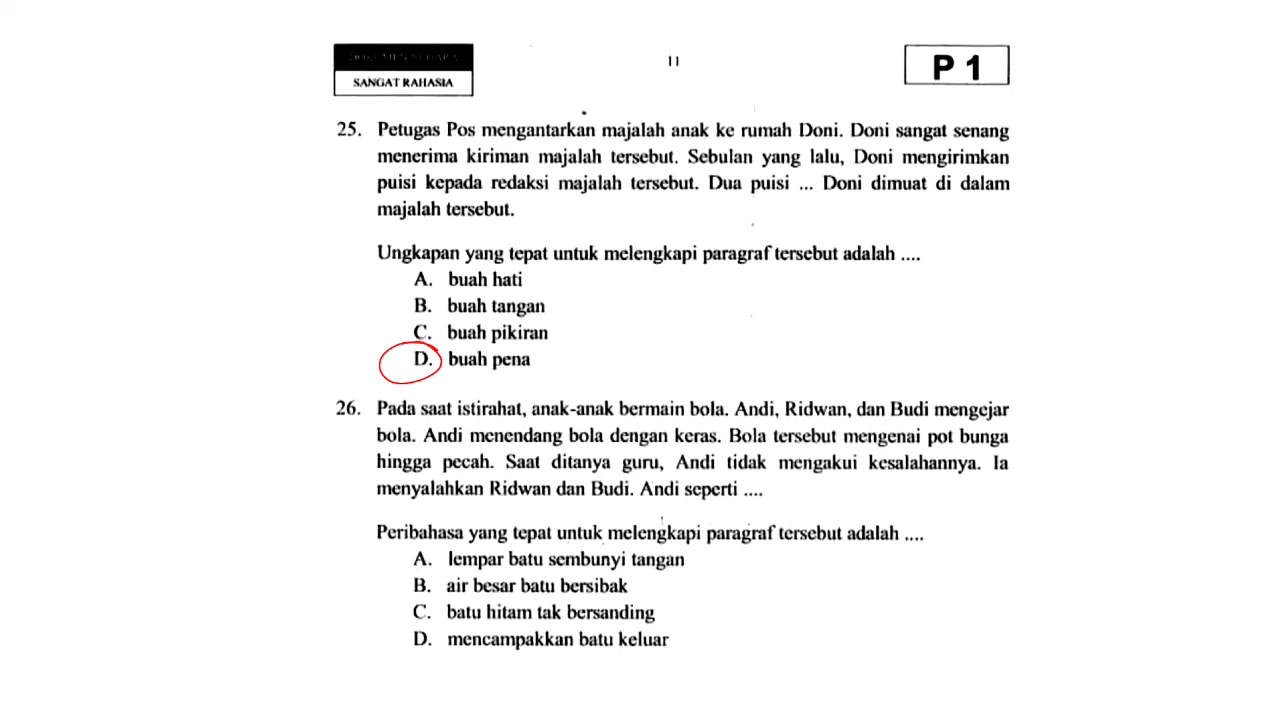 DOKUMEN NEGARA
SANGAT RAHASIA
11
P 1
25. Petugas Pos mengantarkan majalah anak ke rumah Doni. Doni sangat senang
menerima kiriman majalah tersebut. Sebulan yang lalu, Doni mengirimkan
puisi kepada redaksi majalah tersebut. Dua puisi ... Doni dimuat di dalam
majalah tersebut.
Ungkapan yang tepat untuk melengkapi paragraf tersebut adalah ....
A. buah hati
B. buah tangan
C. buah pikiran
D. buah pena
26. Pada saat istirahat, anak-anak bermain bola. Andi, Ridwan, dan Budi mengejar
bola. Andi menendang bola dengan keras. Bola tersebut mengenai pot bunga
hingga pecah. Saat ditanya guru, Andi tidak mengakui kesalahannya. Ia
menyalahkan Ridwan dan Budi. Andi seperti ....
Peribahasa yang tepat untuk melengkapi paragraf tersebut adalah ....
A. lempar batu sembunyi tangan
B. air besar batu bersibak
C. batu hitam tak bersanding
D. mencampakkan batu keluar